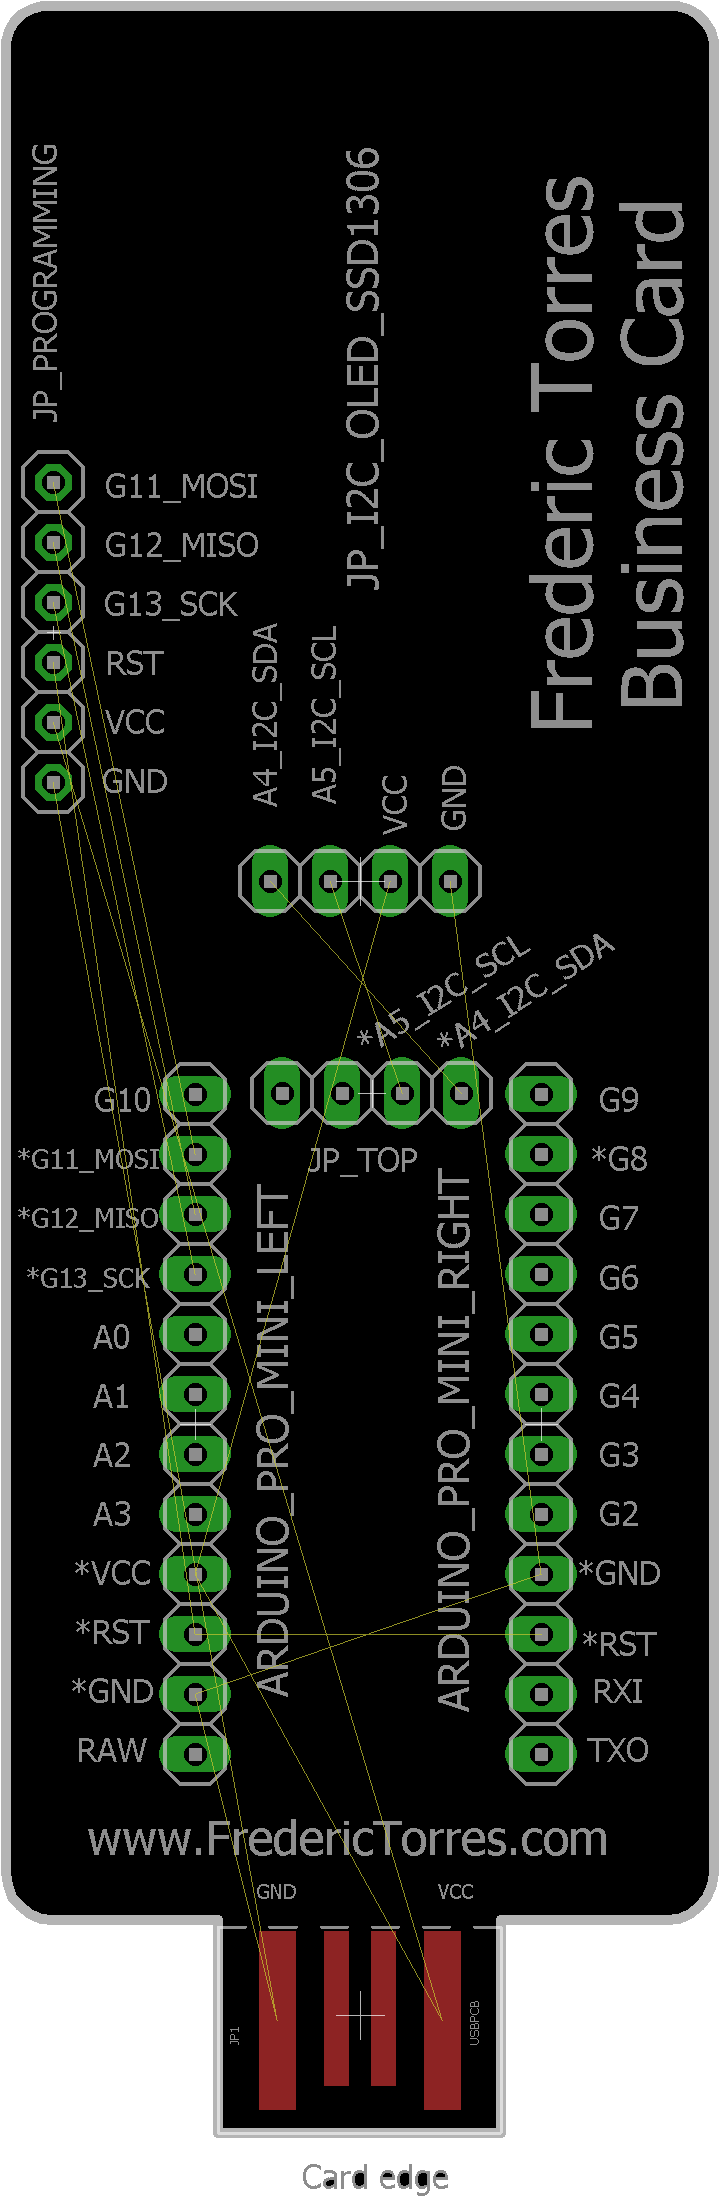 JP_PROGRAMMING
JP_I2C_OLED_SSD1306
Frederic Torres
Business Card
G11_MOSI
G12_MISO
G13_SCK
RST
VCC
GND
A4_I2C_SDA
A5_I2C_SCL
VCC
GND
*A5_I2C_SCL
*A4_I2C_SDA
JP_TOP
G10
*G11_MOSI
*G12_MISO
*G13_SCK
A0
A1
A2
A3
*VCC
*RST
*GND
RAW
ARDUINO_PRO_MINI_LEFT
ARDUINO_PRO_MINI_RIGHT
G9
*G8
G7
G6
G5
G4
G3
G2
*GND
*RST
RXI
TXO
www.FredericTorres.com
GND
VCC
JP1
USBPCB
Card edge